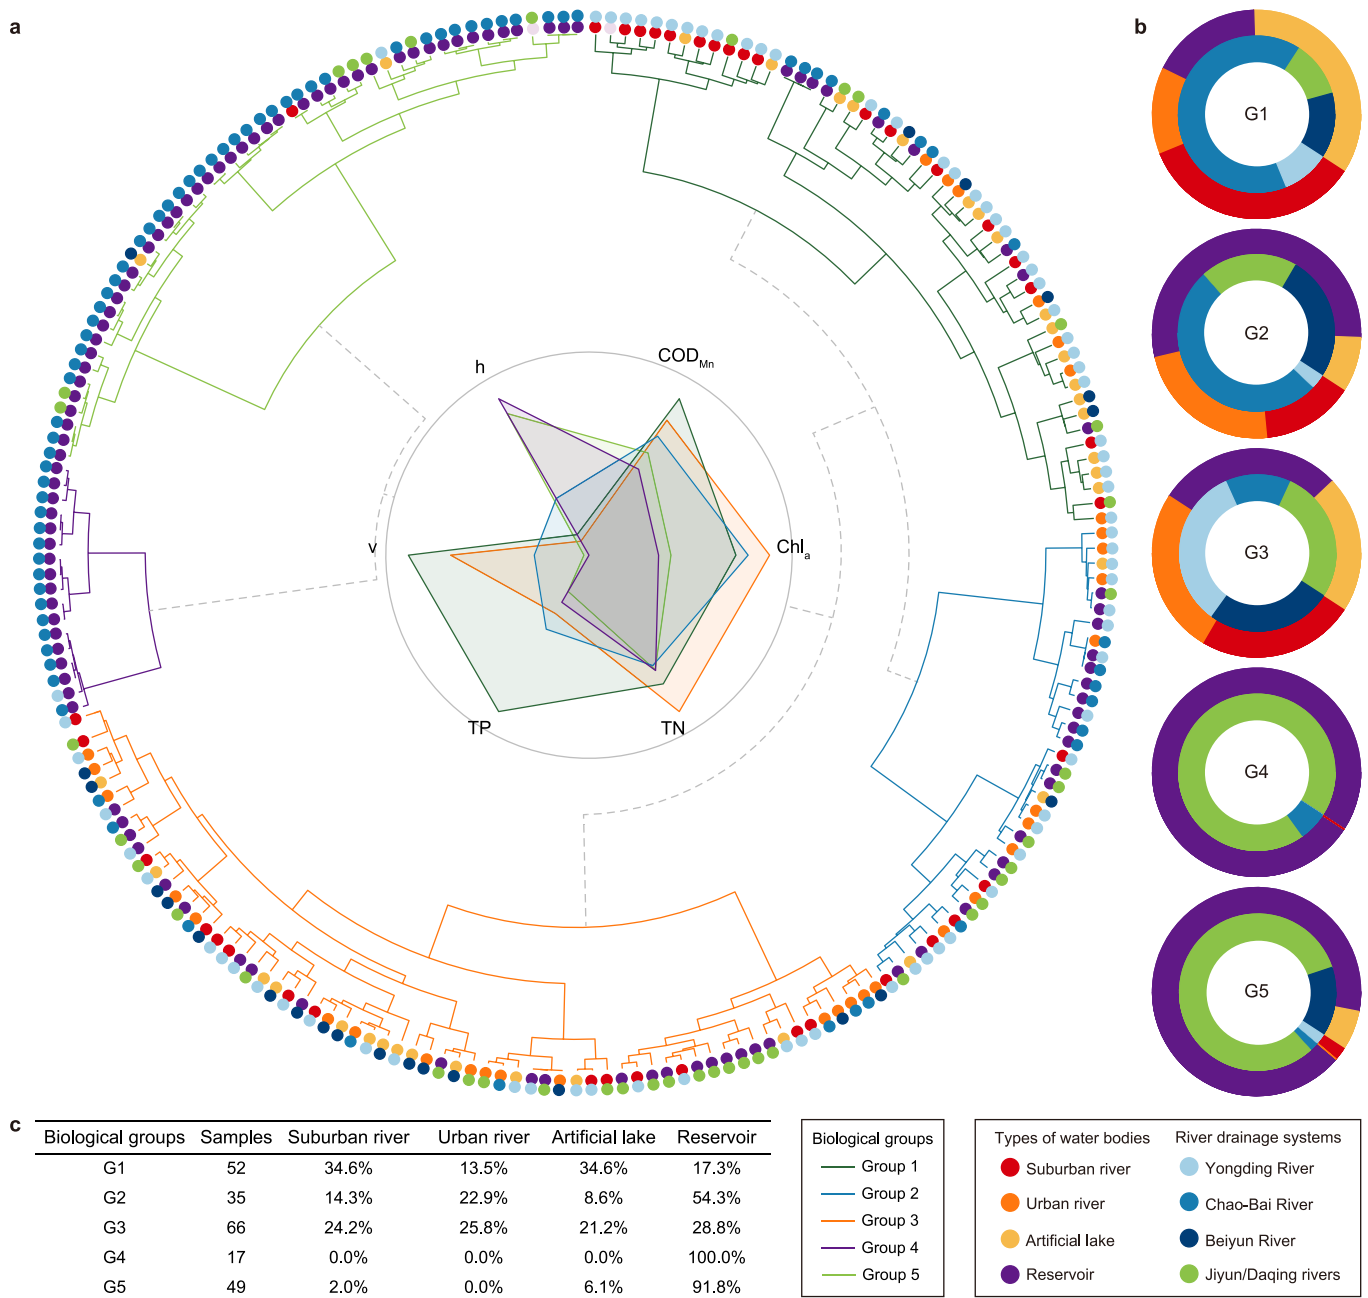 a
b
h
COD Mn
v
Chl a
TP
TN
G1
G2
G3
G4
G5
c
Biological groups Samples Suburban river Urban river Artificial lake Reservoir
G1 52 34.6% 13.5% 34.6% 17.3%
G2 35 14.3% 22.9% 8.6% 54.3%
G3 66 24.2% 25.8% 21.2% 28.8%
G4 17 0.0% 0.0% 0.0% 100.0%
G5 49 2.0% 0.0% 6.1% 91.8%
Biological groups
Group 1
Group 2
Group 3
Group 4
Group 5
Types of water bodies
Suburban river
Urban river
Artificial lake
Reservoir
River drainage systems
Yongding River
Chao-Bai River
Beiyun River
Jiyun/Daqing rivers